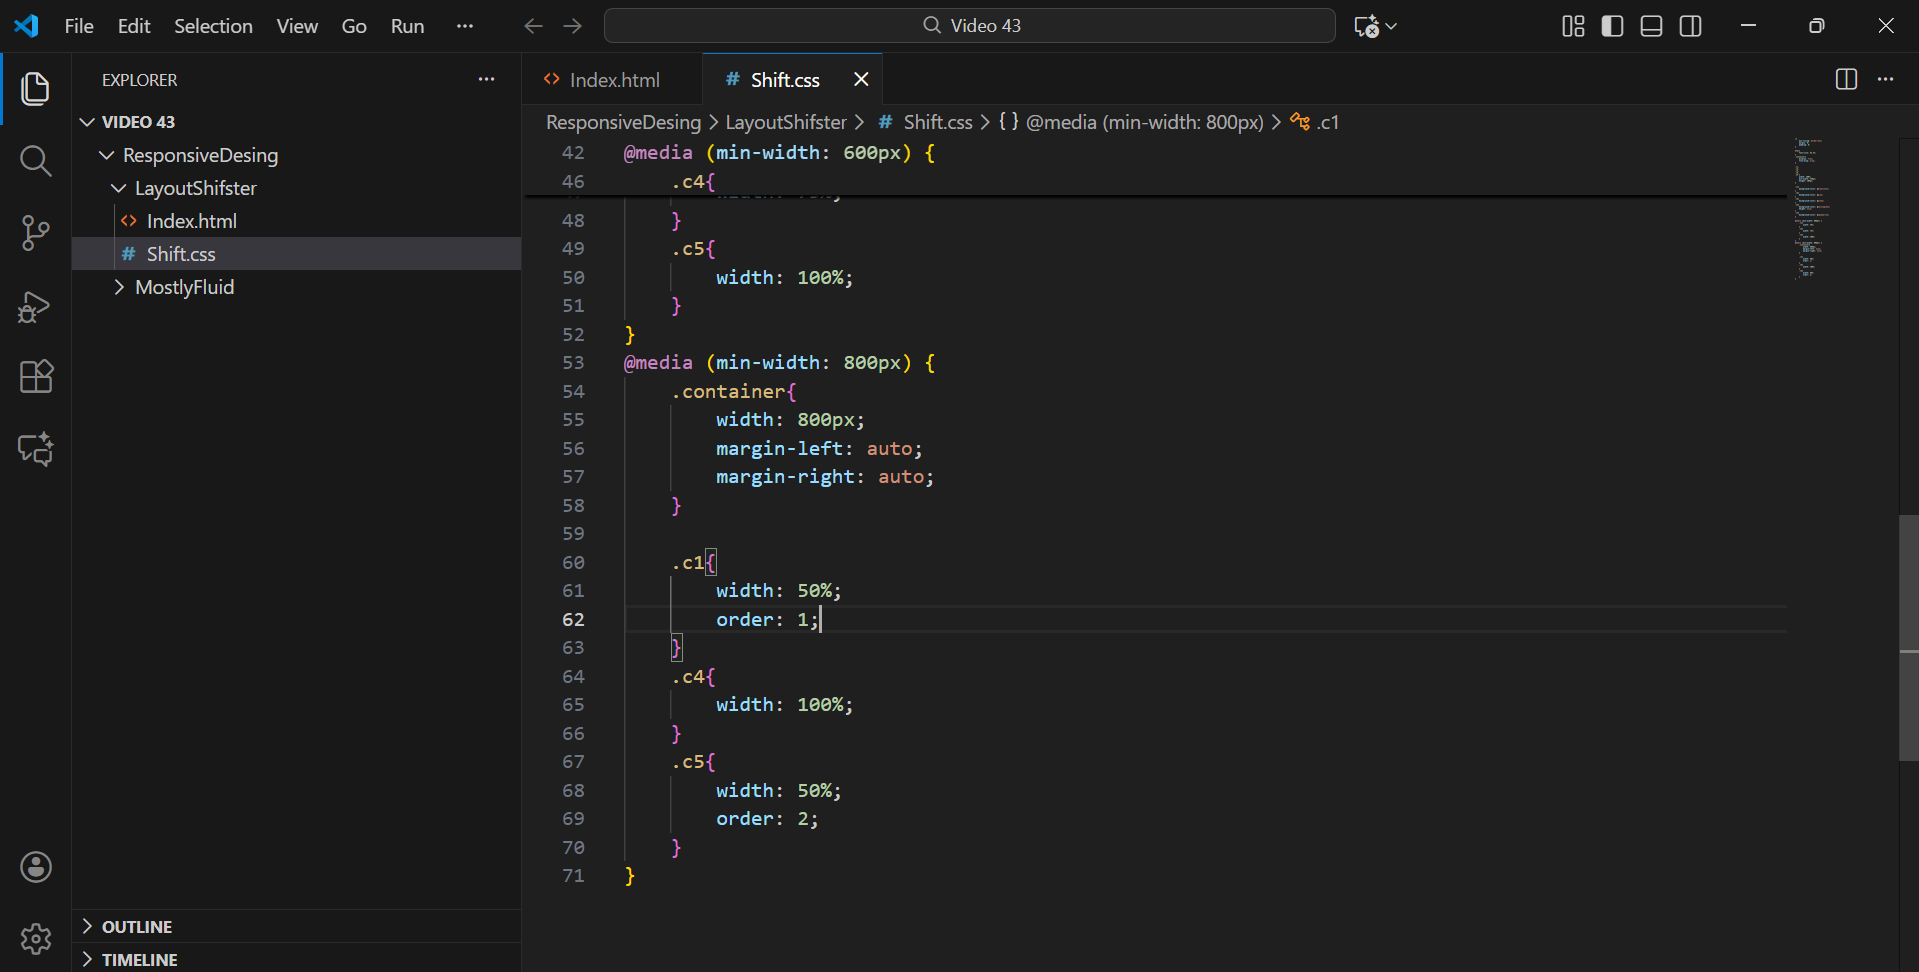 File Edit Selection View Go Run ··· Video 43
EXPLORER ···
VIDEO 43
ResponsiveDesing
LayoutShifster
<> Index.html
# Shift.css
MostlyFluid
OUTLINE
TIMELINE
<> Index.html # Shift.css
ResponsiveDesing > LayoutShifster > # Shift.css > {} @media (min-width: 800px) > .c1
42 @media (min-width: 600px) {
46 .c4{
48 }
49 .c5{
50 width: 100%;
51 }
52 }
53 @media (min-width: 800px) {
54 .container{
55 width: 800px;
56 margin-left: auto;
57 margin-right: auto;
58 }
59
60 .c1{
61 width: 50%;
62 order: 1;
63 }
64 .c4{
65 width: 100%;
66 }
67 .c5{
68 width: 50%;
69 order: 2;
70 }
71 }